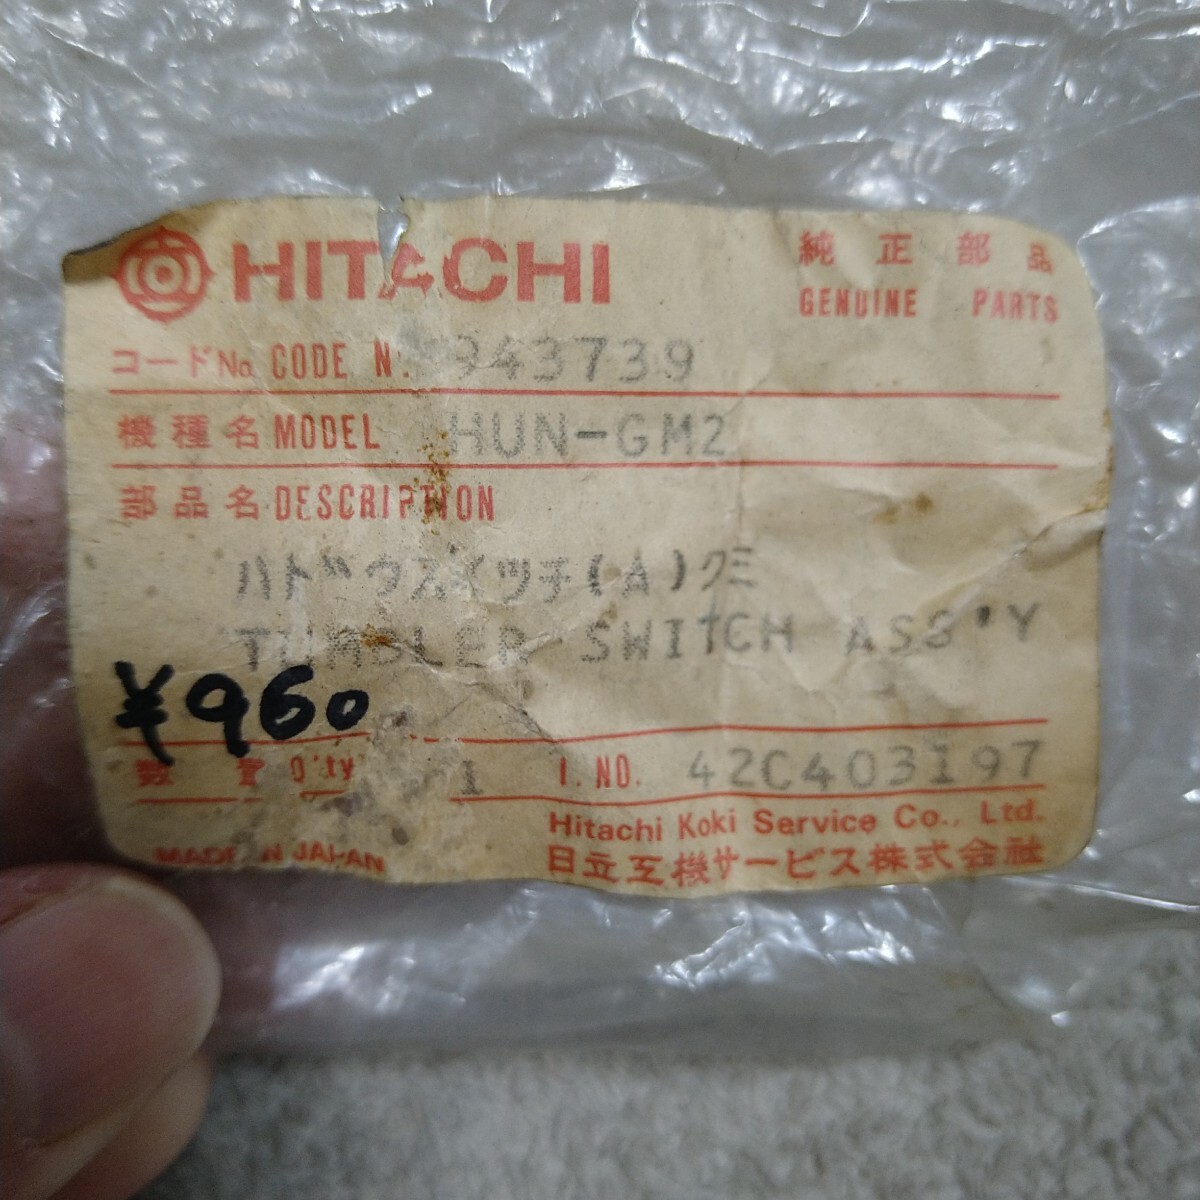 HITACHI
純正部品
GENUINE PARTS
コードNo. CODE N. 943739
機種名 MODEL HUN-GM2
部品名 DESCRIPTION
ハドウスイツチ(A)クミ
TUMBLER SWITCH ASS'Y
¥960
数量 Q'ty 1 I. NO. 42C403197
MADE IN JAPAN
Hitachi Koki Service Co., Ltd.
日立工機サービス株式会社